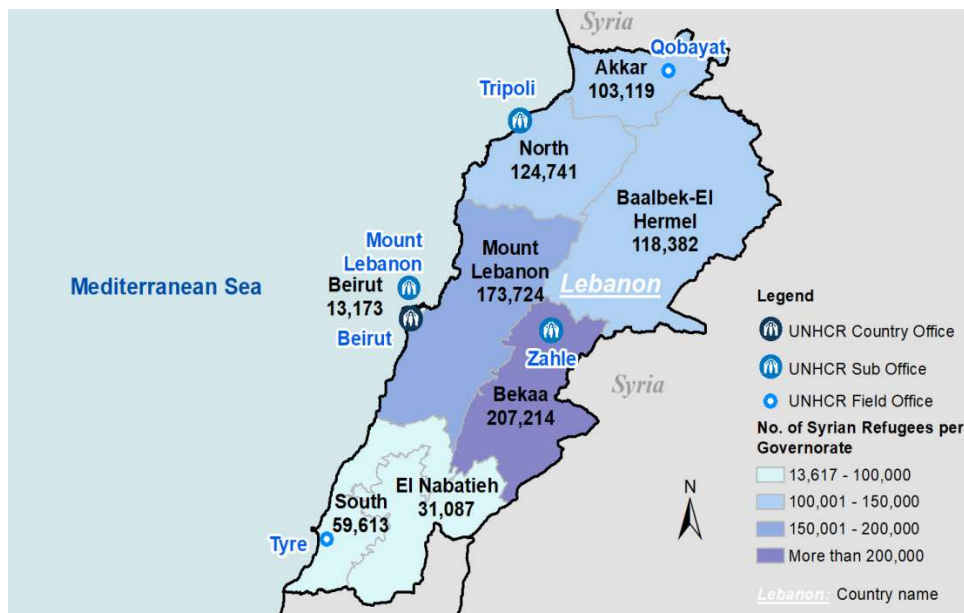 Syria
Qobayat
Akkar
103,119
Tripoli
North
124,741
Baalbek-El
Hermel
118,382
Mount
Lebanon
Mount
Lebanon
173,724
Beirut
13,173
Lebanon
Mediterranean Sea
Beirut
Zahle
Syria
Bekaa
207,214
El Nabatieh
31,087
South
59,613
Tyre
N
Legend
UNHCR Country Office
UNHCR Sub Office
UNHCR Field Office
No. of Syrian Refugees per
Governorate
13,617 - 100,000
100,001 - 150,000
150,001 - 200,000
More than 200,000
Lebanon: Country name